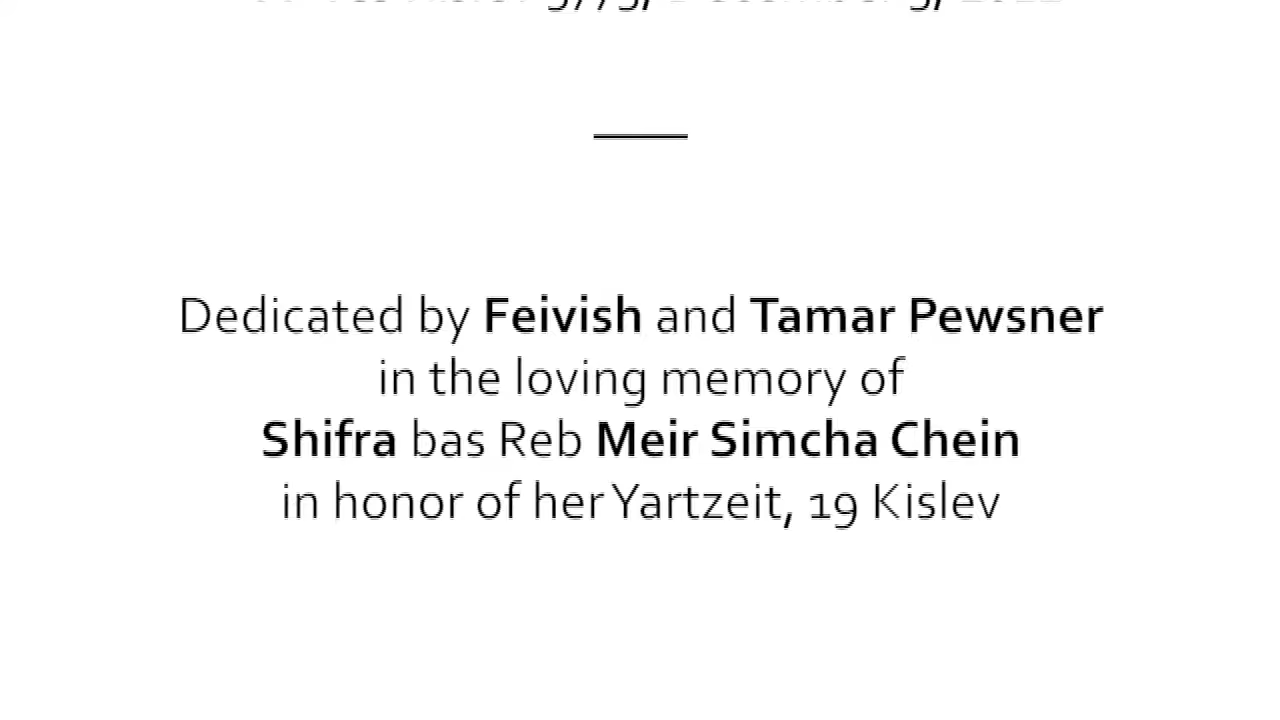 Dedicated by Feivish and Tamar Pewsner
in the loving memory of
Shifra bas Reb Meir Simcha Chein
in honor of her Yartzeit, 19 Kislev